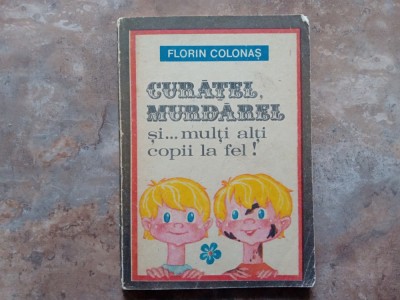 FLORIN COLONAȘ
CURĂȚEL,
MURDĂREL
și... mulți alți
copii la fel!